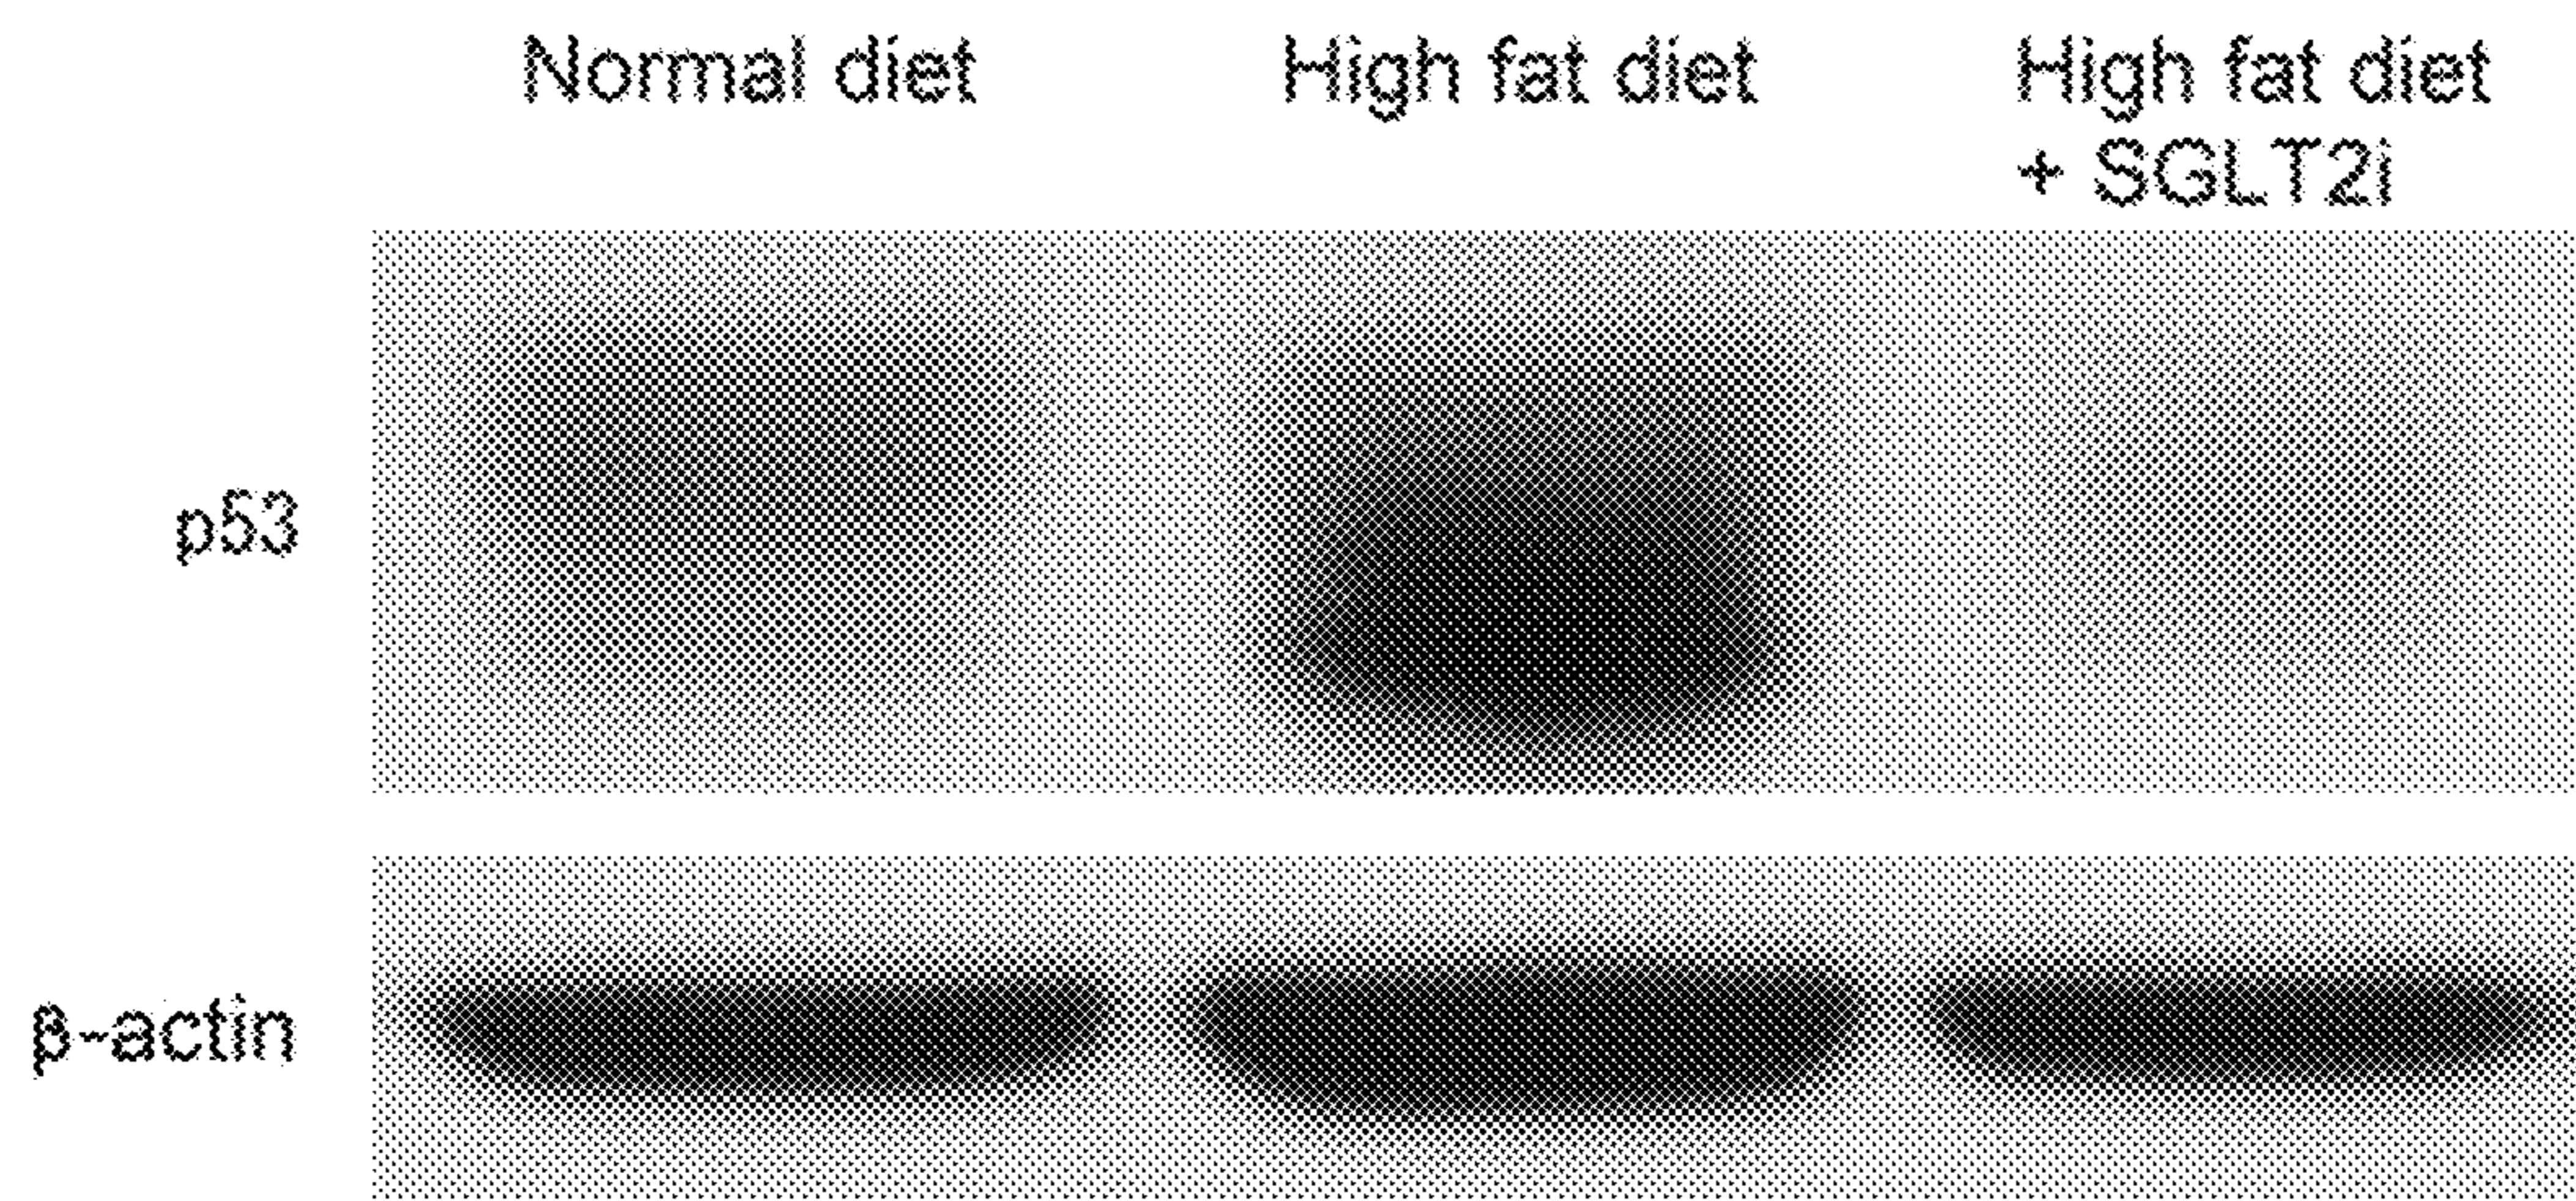 Normal diet
High fat diet
High fat diet
+ SGLT2i
p53
β-actin